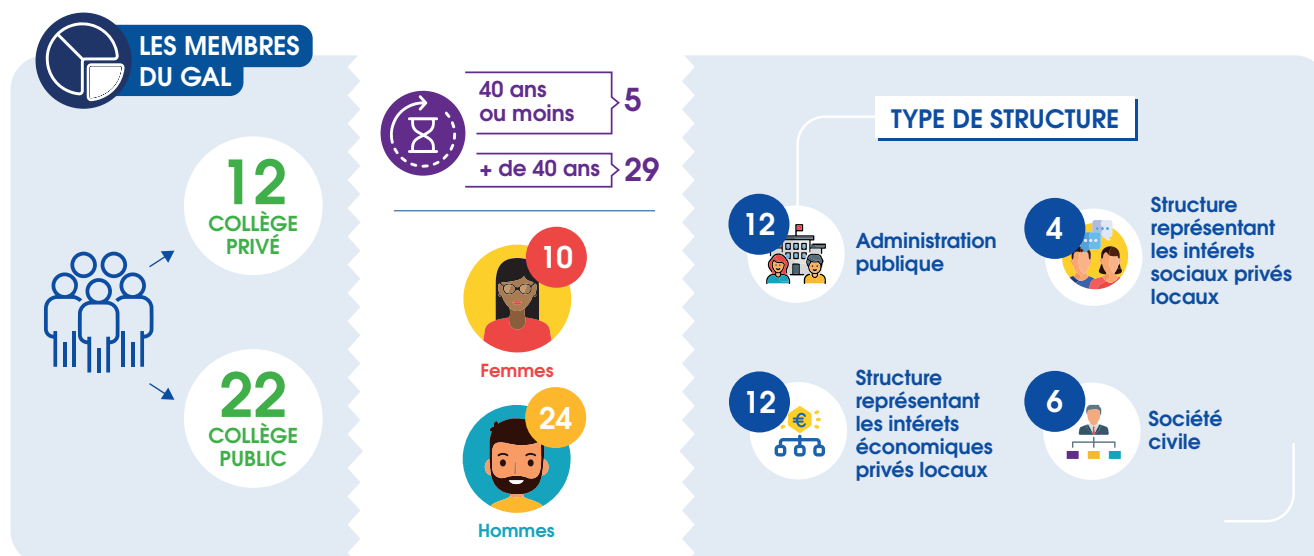 LES MEMBRES
DU GAL
12
COLLÈGE
PRIVÉ
22
COLLÈGE
PUBLIC
40 ans
ou moins
5
+ de 40 ans
29
10
Femmes
24
Hommes
TYPE DE STRUCTURE
12
Administration
publique
4
Structure
représentant
les intérets
sociaux privés
locaux
12
€
Structure
représentant
les intérets
économiques
privés locaux
6
Société
civile